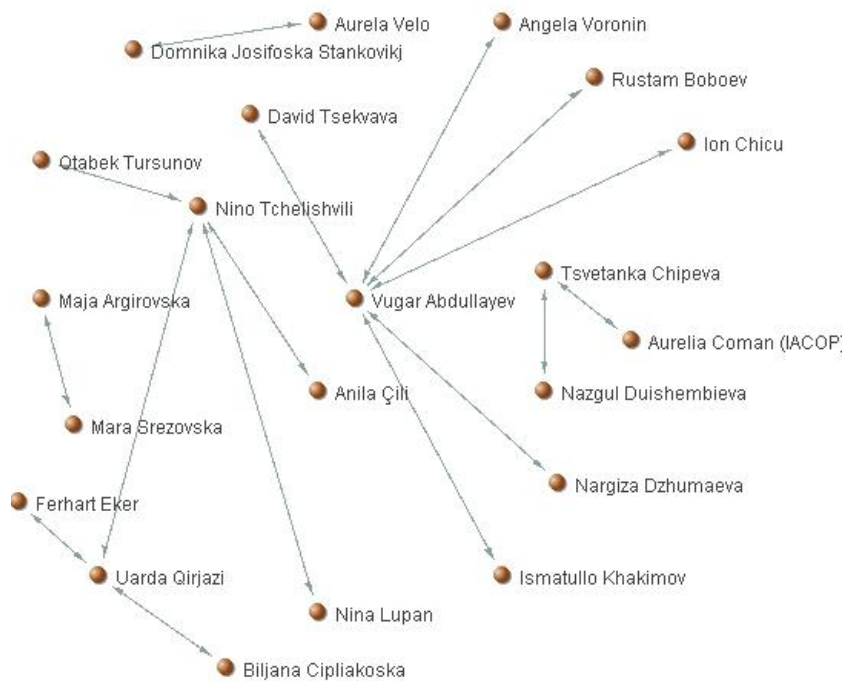 Aurela Velo
Angela Voronin
Domnika Josifoska Stankovikj
Rustam Boboev
David Tsekvava
Ion Chicu
Otabek Tursunov
Nino Tchelishvili
Tsvetanka Chipeva
Maja Argirovska
Vugar Abdullayev
Aurelia Coman (IACOP)
Anila Çili
Nazgul Duishembieva
Mara Srezovska
Nargiza Dzhumaeva
Ferhart Eker
Uarda Qirjazi
Ismatullo Khakimov
Nina Lupan
Biljana Cipliakoska